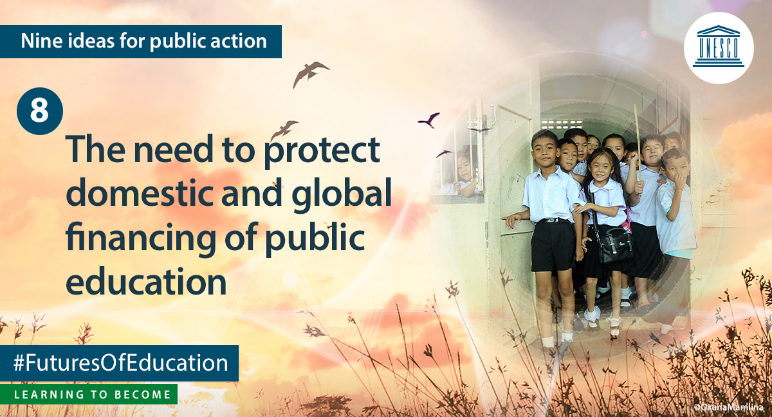 Nine ideas for public action
UNESCO
8
The need to protect
domestic and global
financing of public
education
#FuturesOfEducation
LEARNING TO BECOME